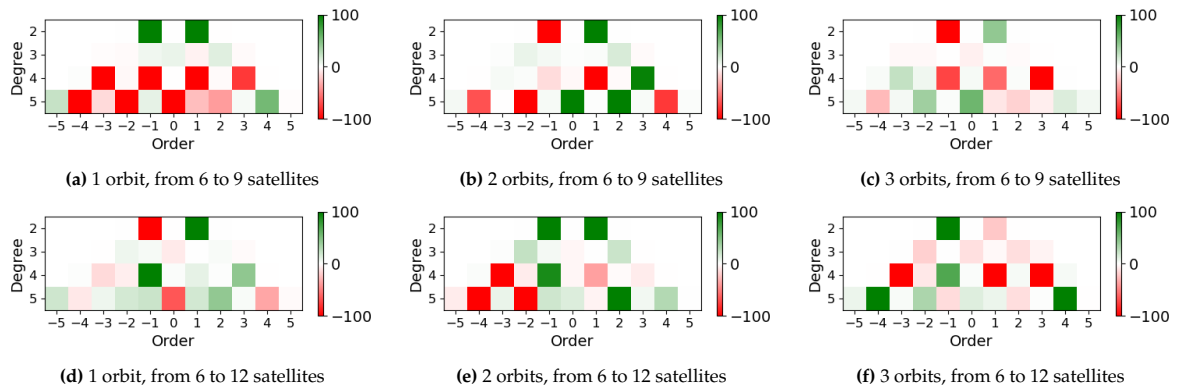 Degree
2
3
4
5
−5 −4 −3 −2 −1 0 1 2 3 4 5
Order
100
0
−100
(a) 1 orbit, from 6 to 9 satellites
Degree
2
3
4
5
−5 −4 −3 −2 −1 0 1 2 3 4 5
Order
100
0
−100
(b) 2 orbits, from 6 to 9 satellites
Degree
2
3
4
5
−5 −4 −3 −2 −1 0 1 2 3 4 5
Order
100
0
−100
(c) 3 orbits, from 6 to 9 satellites
Degree
2
3
4
5
−5 −4 −3 −2 −1 0 1 2 3 4 5
Order
100
0
−100
(d) 1 orbit, from 6 to 12 satellites
Degree
2
3
4
5
−5 −4 −3 −2 −1 0 1 2 3 4 5
Order
100
0
−100
(e) 2 orbits, from 6 to 12 satellites
Degree
2
3
4
5
−5 −4 −3 −2 −1 0 1 2 3 4 5
Order
100
0
−100
(f) 3 orbits, from 6 to 12 satellites